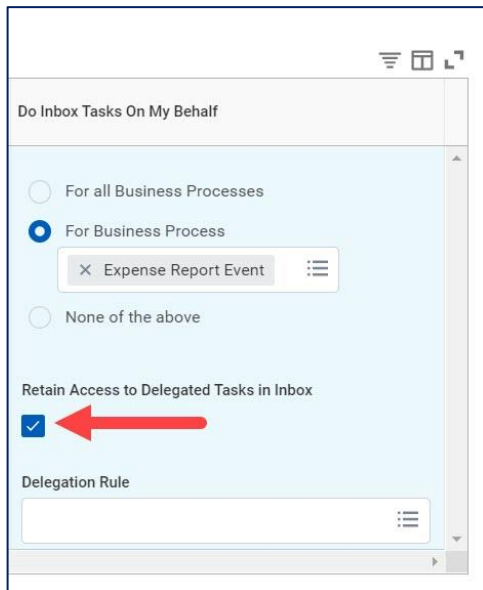 Do Inbox Tasks On My Behalf
For all Business Processes
For Business Process
Expense Report Event
None of the above
Retain Access to Delegated Tasks in Inbox
Delegation Rule